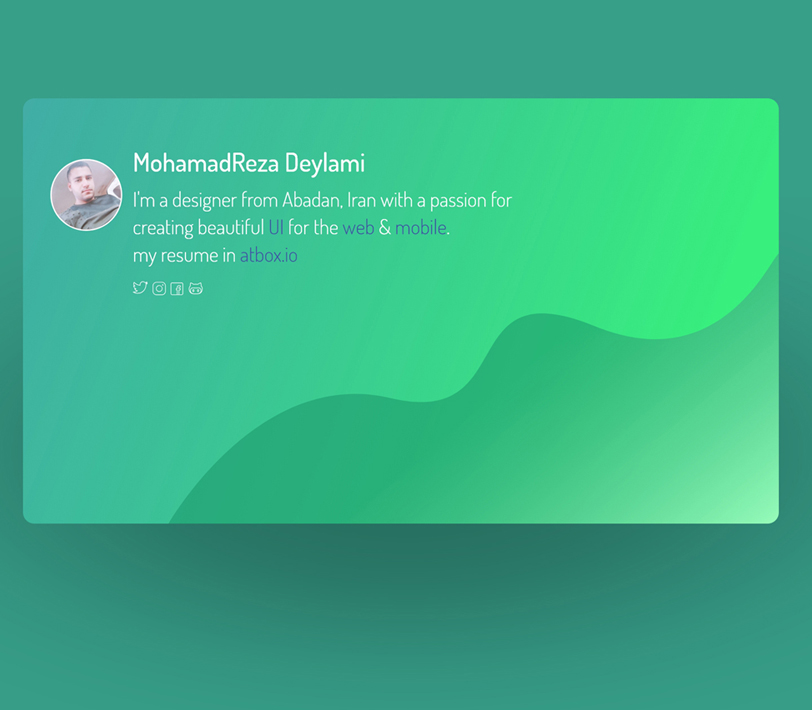 MohamadReza Deylami
I'm a designer from Abadan, Iran with a passion for
creating beautiful UI for the web & mobile.
my resume in atbox.io